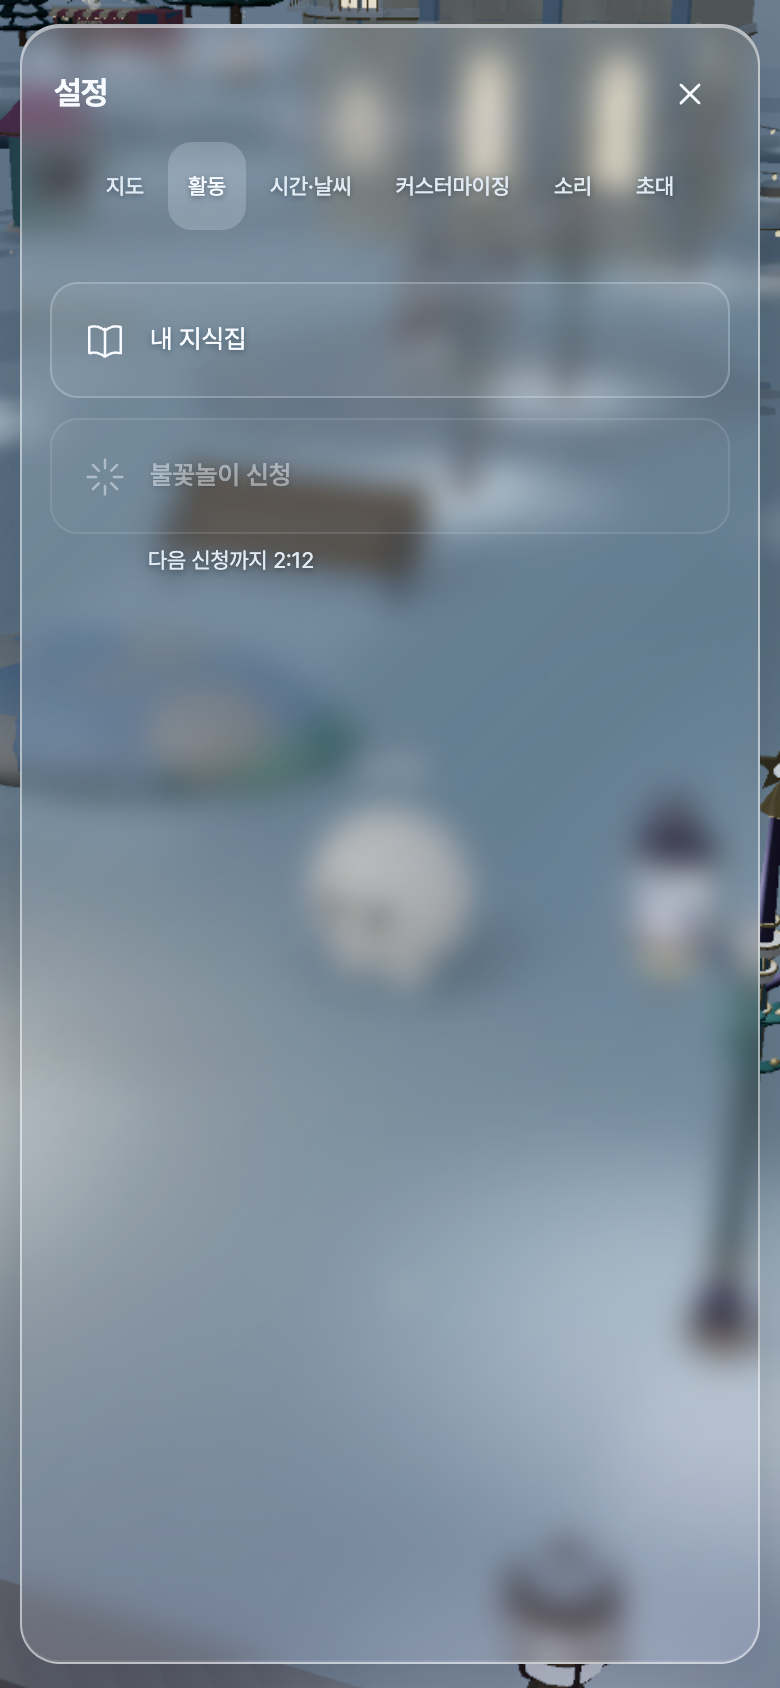 설정
지도 활동 시간·날씨 커스터마이징 소리 초대
내 지식집
불꽃놀이 신청
다음 신청까지 2:12